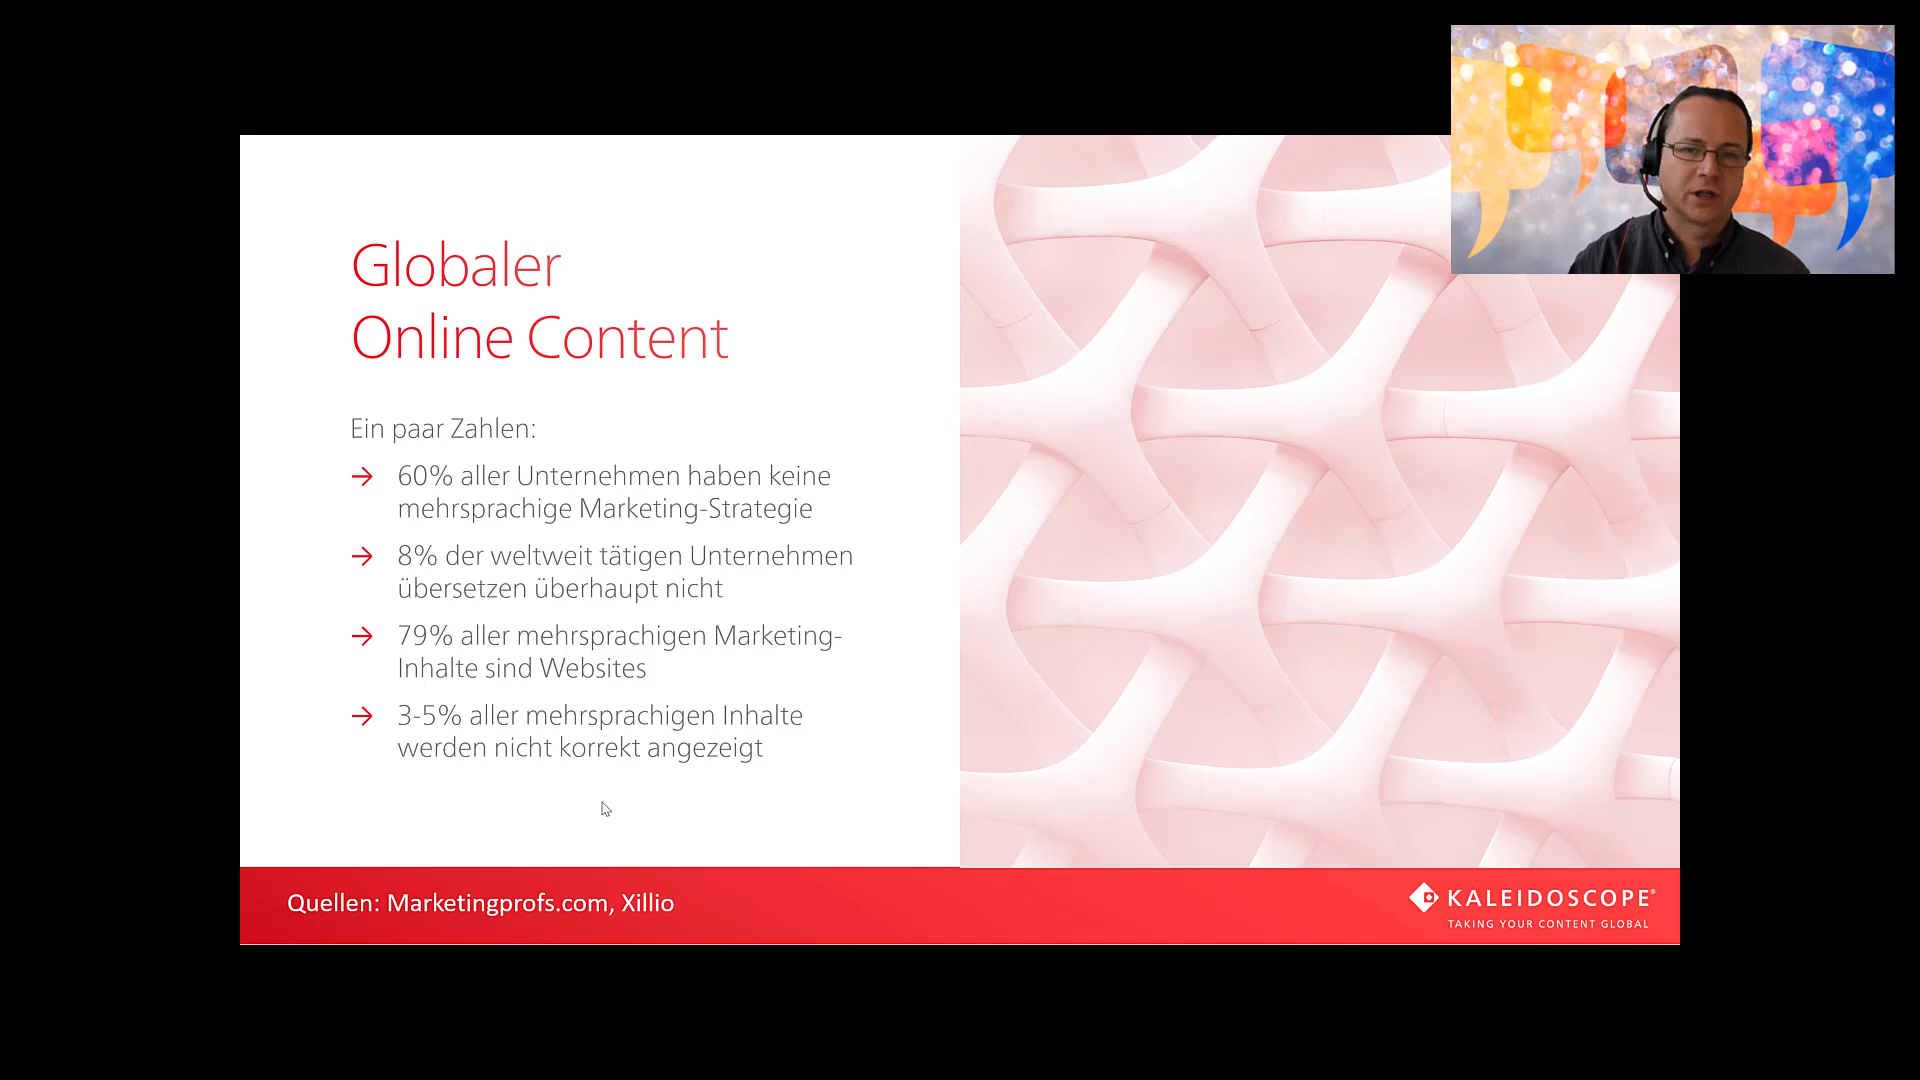 Globaler
Online Content
Ein paar Zahlen:
→ 60% aller Unternehmen haben keine
mehrsprachige Marketing-Strategie
→ 8% der weltweit tätigen Unternehmen
übersetzen überhaupt nicht
→ 79% aller mehrsprachigen Marketing-
Inhalte sind Websites
→ 3-5% aller mehrsprachigen Inhalte
werden nicht korrekt angezeigt
Quellen: Marketingprofs.com, Xillio
KALEIDOSCOPE®
TAKING YOUR CONTENT GLOBAL